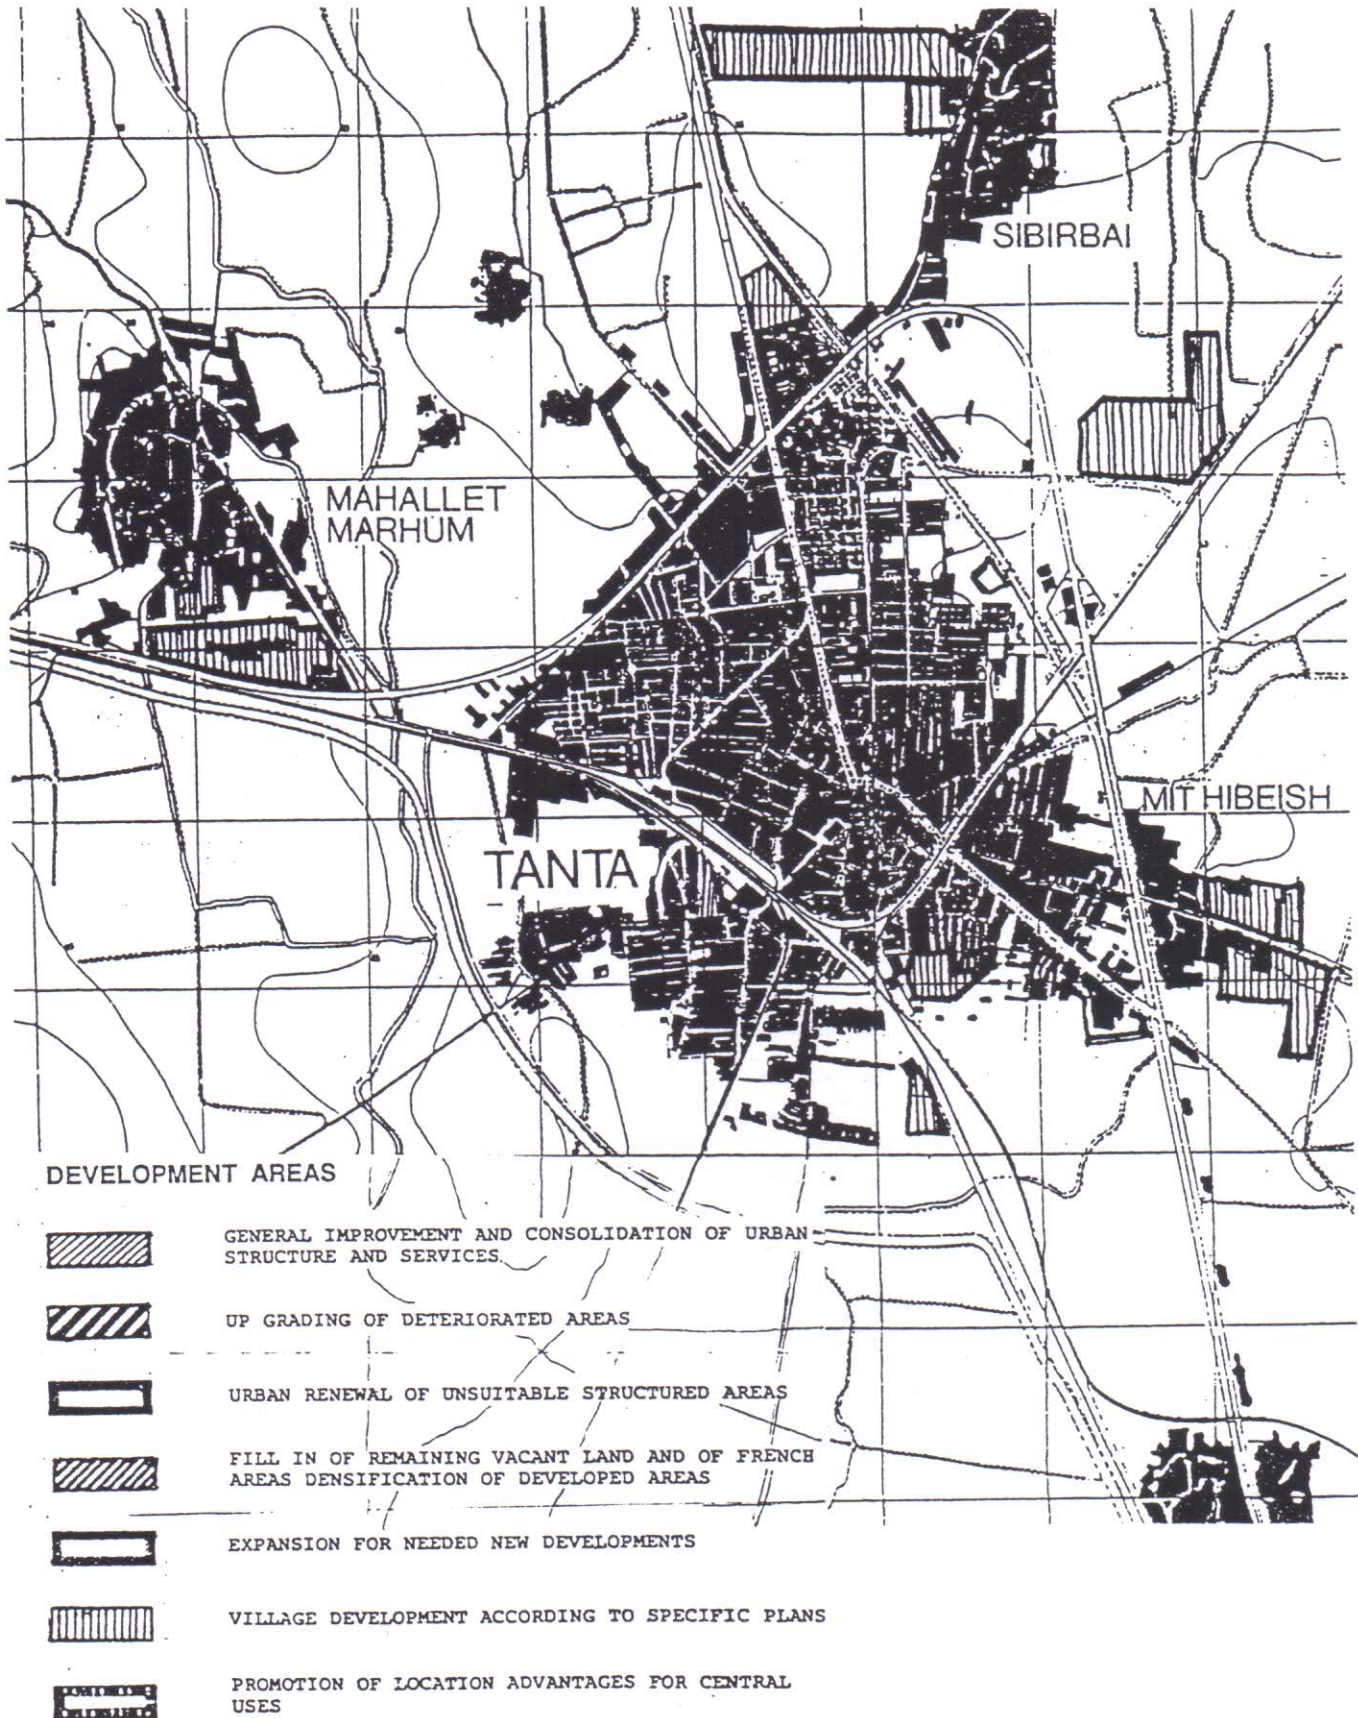 SIBIRBAI
MAHALLET
MARHUM
MIT HIBEISH
TANTA
DEVELOPMENT AREAS
GENERAL IMPROVEMENT AND CONSOLIDATION OF URBAN
STRUCTURE AND SERVICES
UP GRADING OF DETERIORATED AREAS
URBAN RENEWAL OF UNSUITABLE STRUCTURED AREAS
FILL IN OF REMAINING VACANT LAND AND OF FRENCH
AREAS DENSIFICATION OF DEVELOPED AREAS
EXPANSION FOR NEEDED NEW DEVELOPMENTS
VILLAGE DEVELOPMENT ACCORDING TO SPECIFIC PLANS
PROMOTION OF LOCATION ADVANTAGES FOR CENTRAL
USES